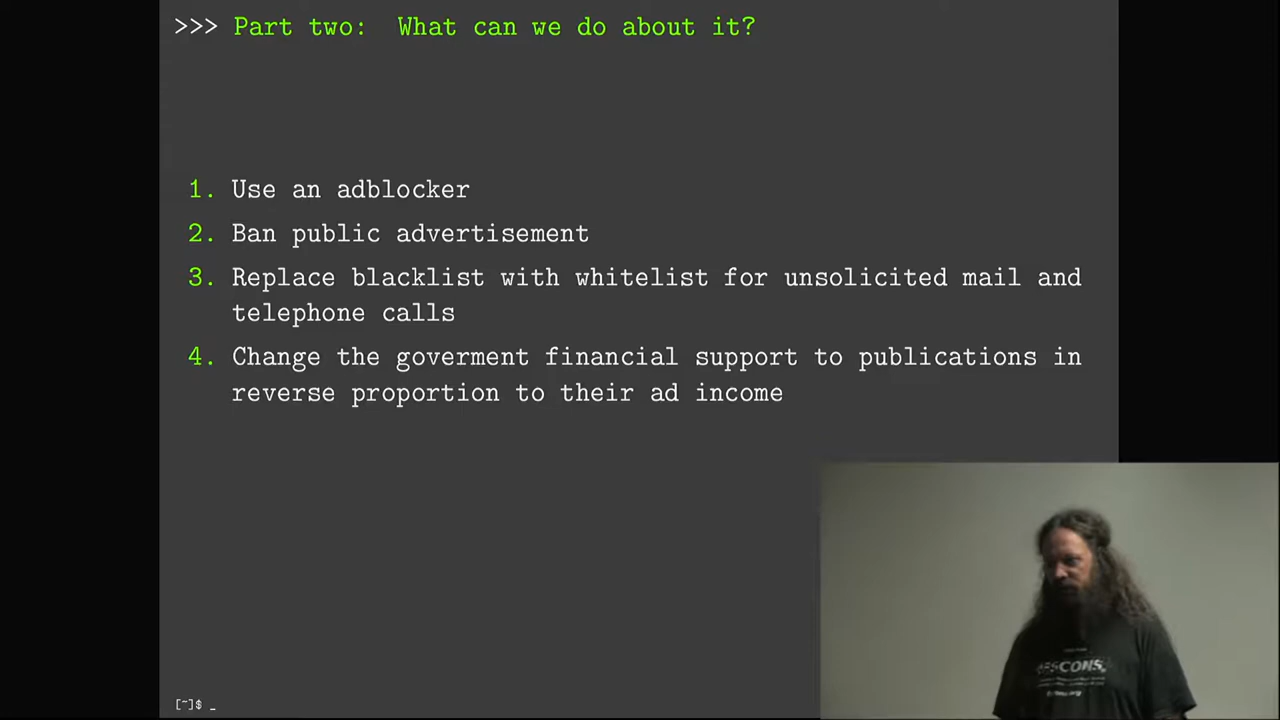 >>> Part two: What can we do about it?
1. Use an adblocker
2. Ban public advertisement
3. Replace blacklist with whitelist for unsolicited mail and
telephone calls
4. Change the goverment financial support to publications in
reverse proportion to their ad income
[~]$ _